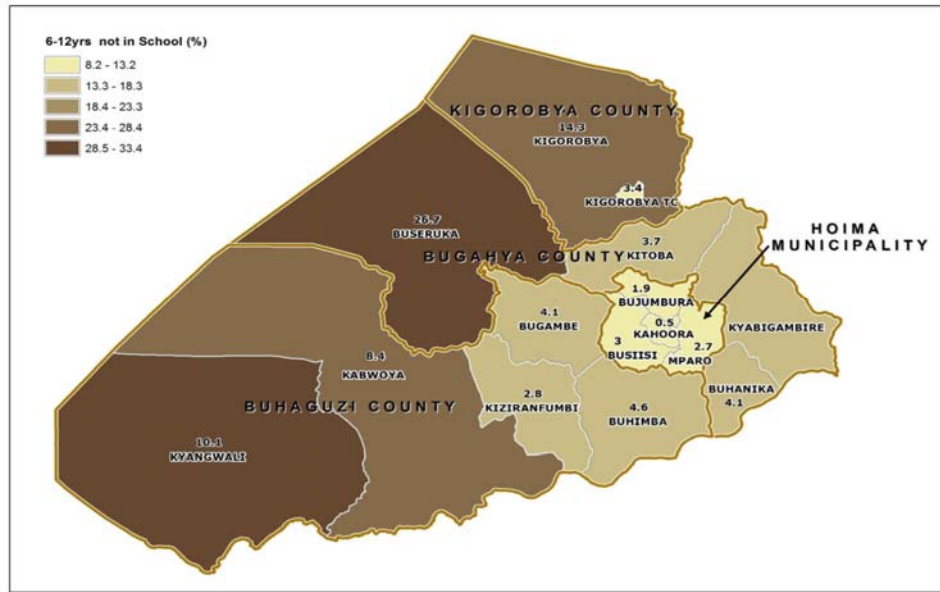 6-12yrs not in School (%)
8.2 - 13.2
13.3 - 18.3
18.4 - 23.3
23.4 - 28.4
28.5 - 33.4
KIGOROBYA COUNTY
14.3
KIGOROBYA
3.4
KIGOROBYA TC
HOIMA
MUNICIPALITY
26.7
BUSERUKA
BUGAHYA COUNTY
3.7
KITOBA
1.9
BUJUMBURA
4.1
BUGAMBE
0.5
KAHOORA
KYABIGAMBIRE
3
BUSIISI
2.7
MPARO
8.4
KABWOYA
BUHANIKA
4.1
2.8
KIZIRANFUMBI
BUHAGUZI COUNTY
4.6
BUHIMBA
10.1
KYANGWALI